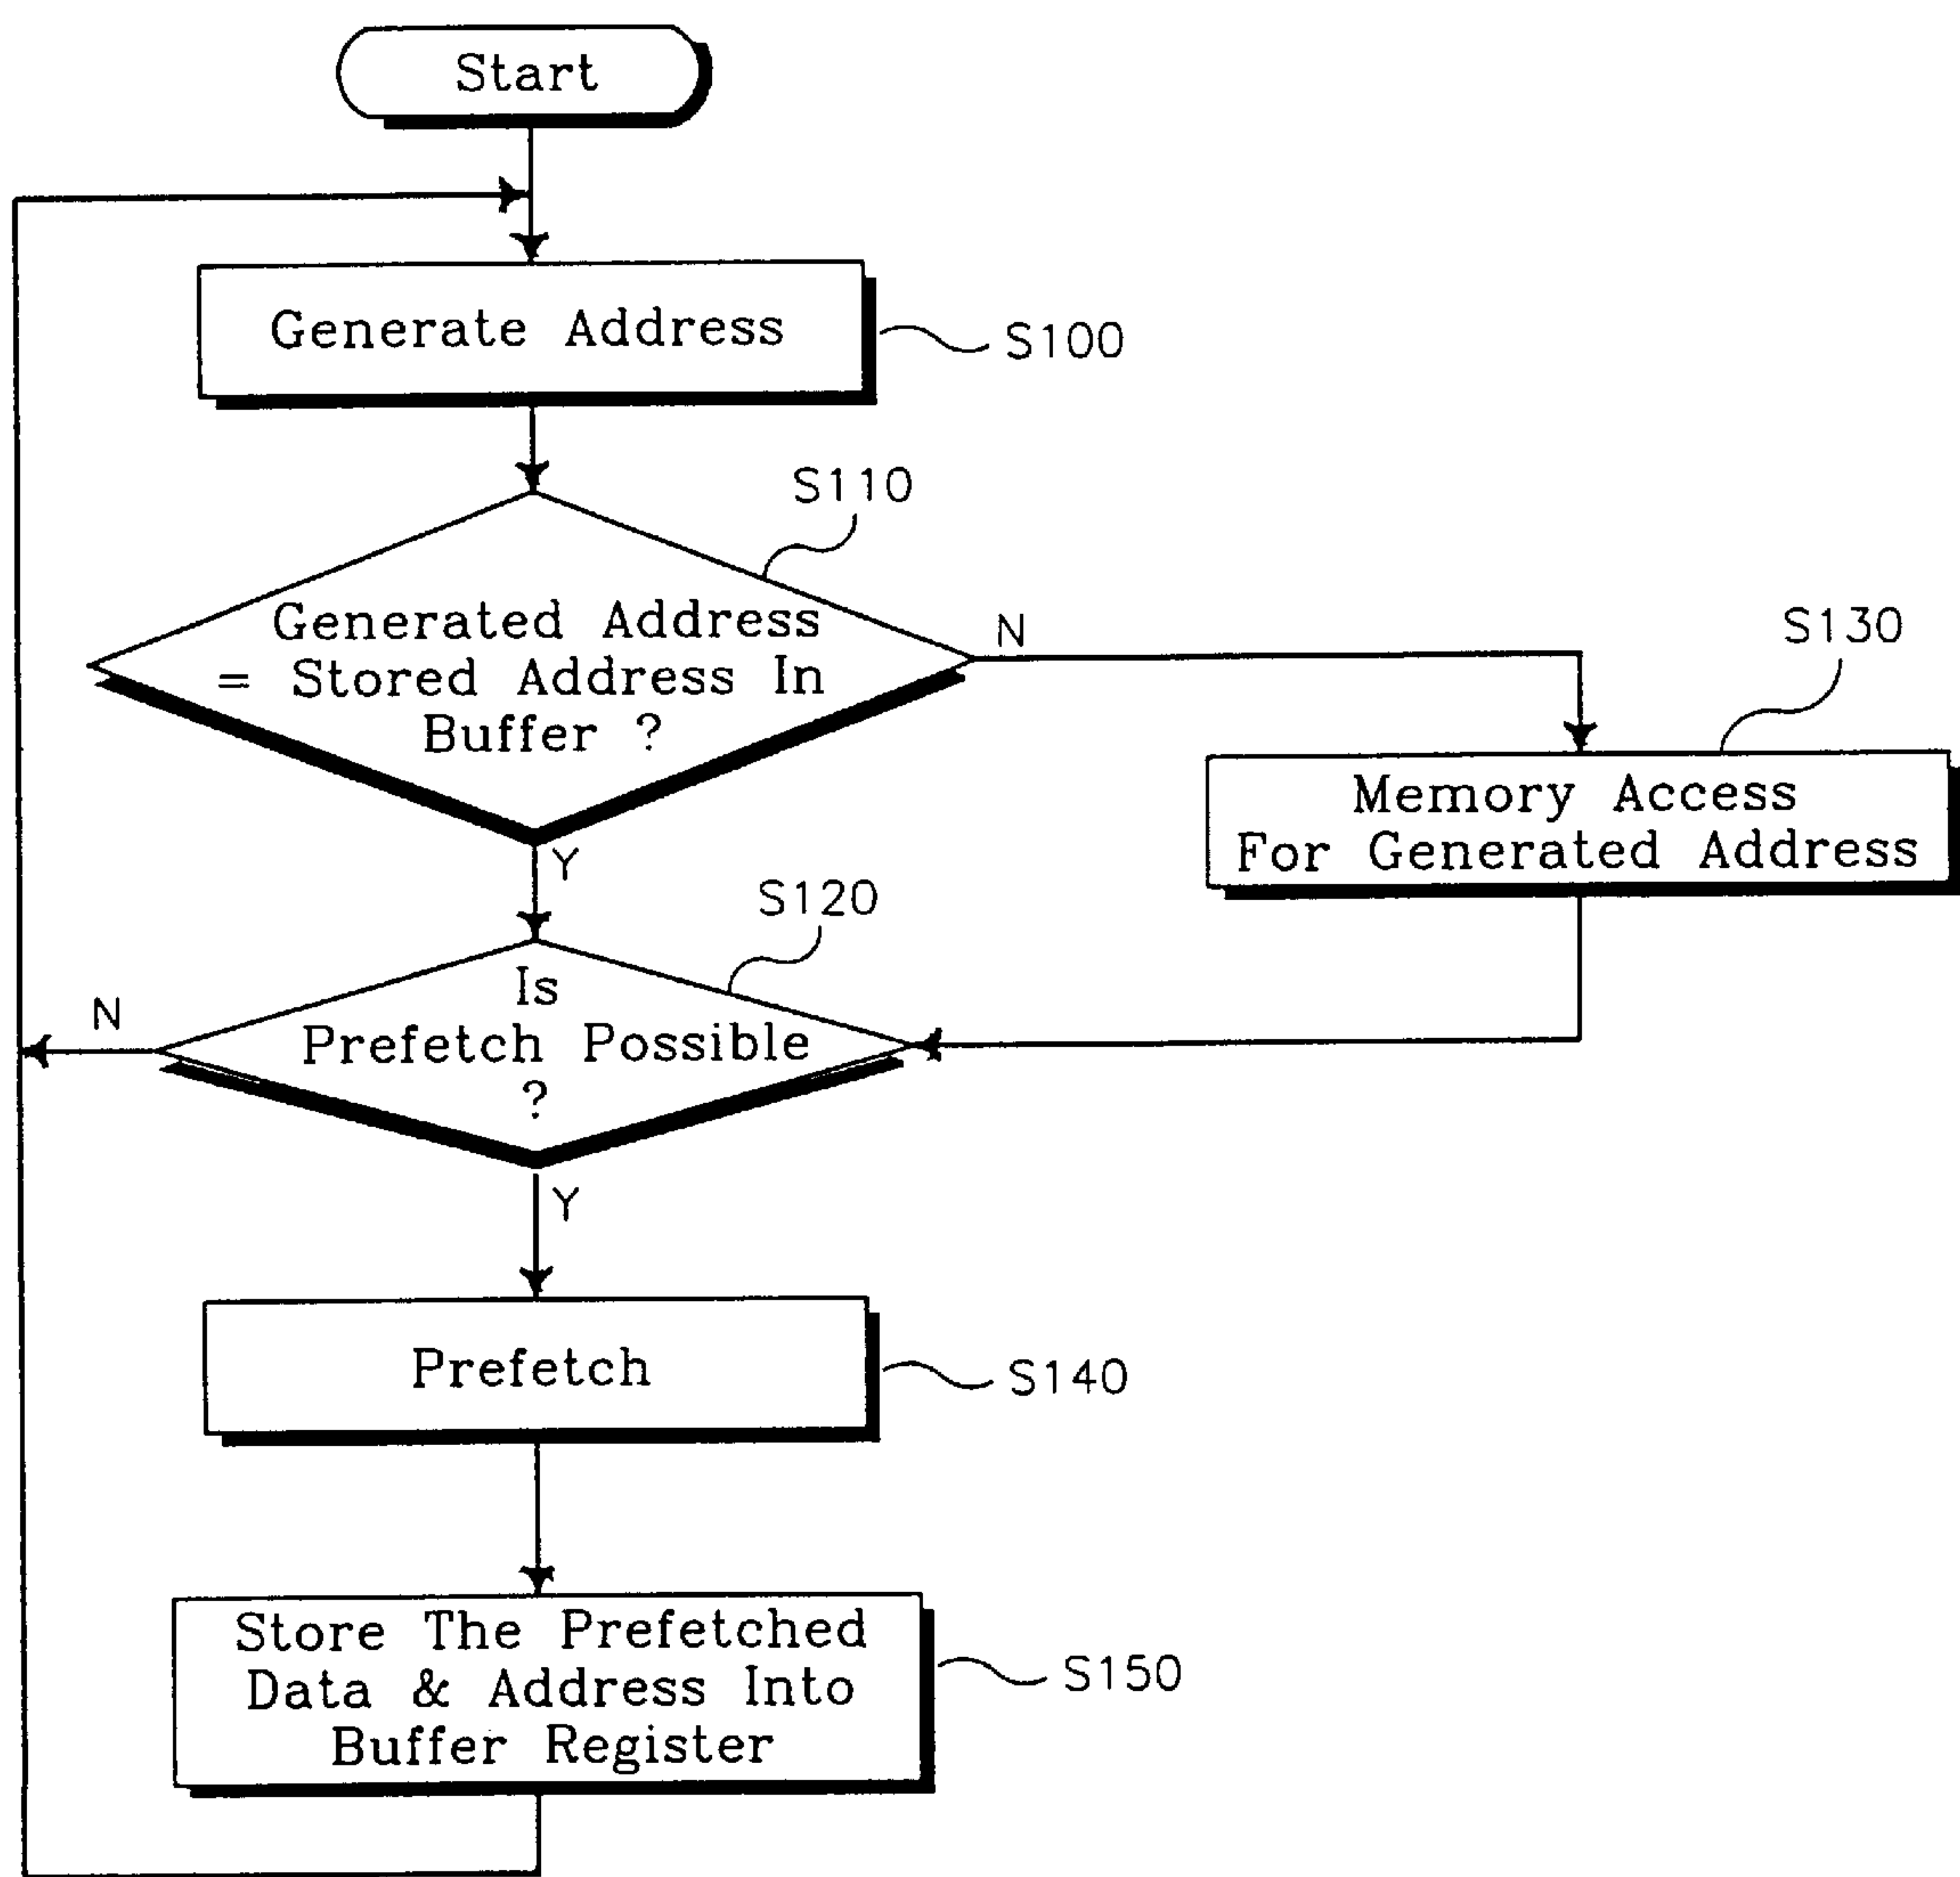 Start
Generate Address
S100
S110
Generated Address
= Stored Address In
Buffer ?
N
S130
Memory Access
For Generated Address
Y
S120
Is
Prefetch Possible
?
N
Y
Prefetch
S140
Store The Prefetched
Data & Address Into
Buffer Register
S150